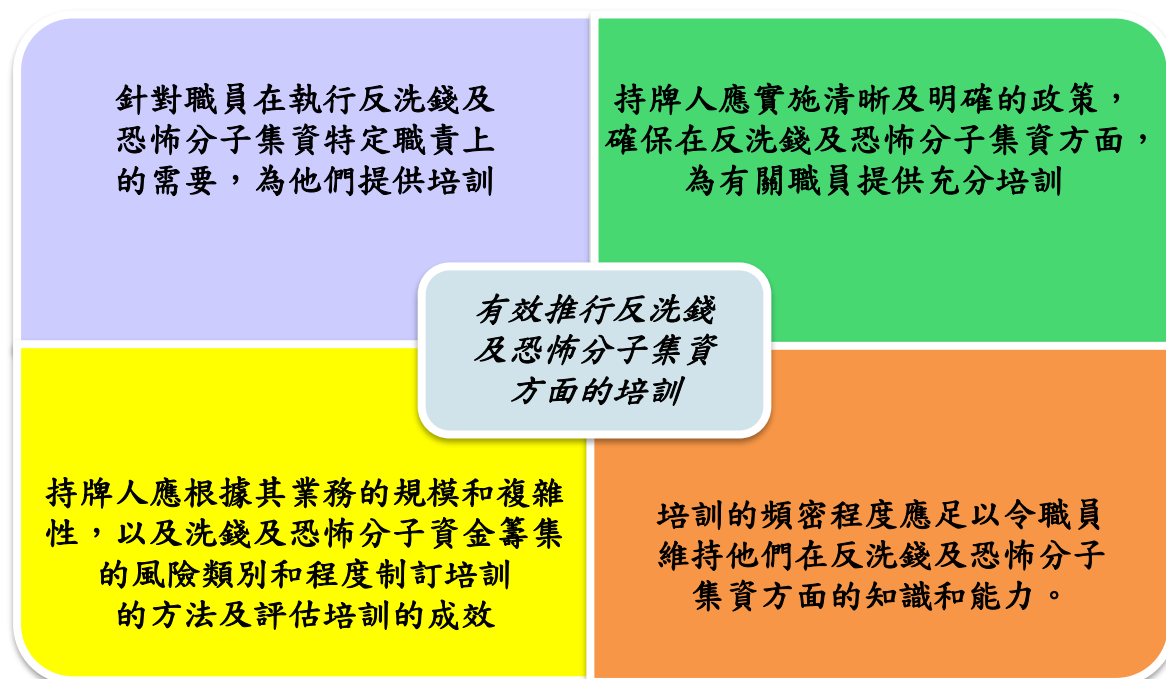 針對職員在執行反洗錢及
恐怖分子集資特定職責上
的需要，為他們提供培訓
持牌人應實施清晰及明確的政策，
確保在反洗錢及恐怖分子集資方面，
為有關職員提供充分培訓
有效推行反洗錢
及恐怖分子集資
方面的培訓
持牌人應根據其業務的規模和複雜
性，以及洗錢及恐怖分子資金籌集
的風險類別和程度制訂培訓
的方法及評估培訓的成效
培訓的頻密程度應足以令職員
維持他們在反洗錢及恐怖分子
集資方面的知識和能力。